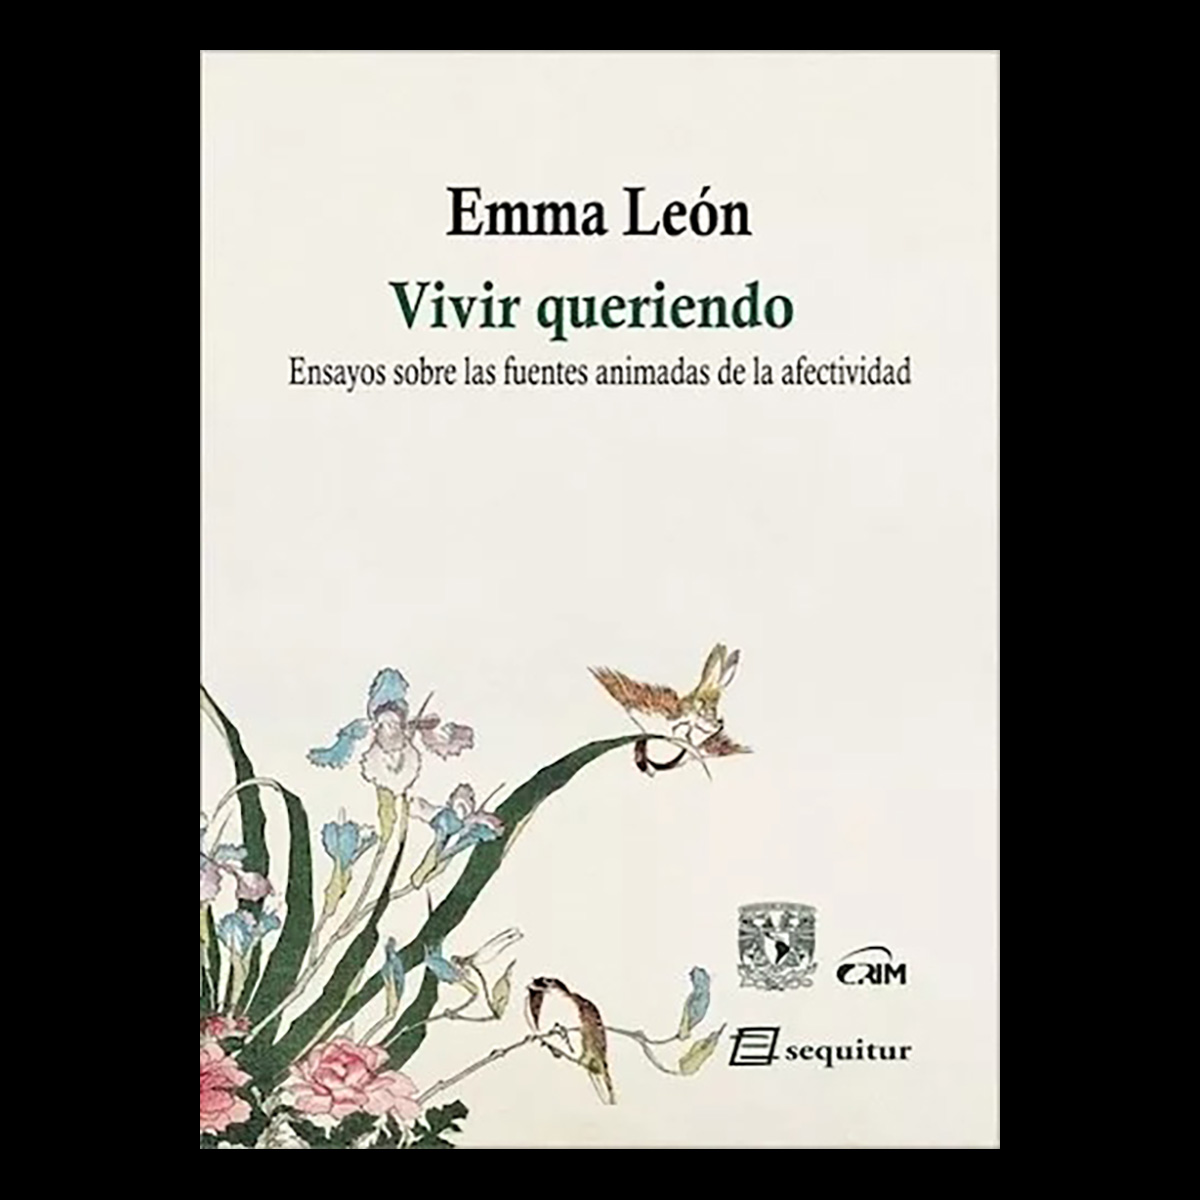 Emma León
Vivir queriendo
Ensayos sobre las fuentes animadas de la afectividad
CRIM
sequitur